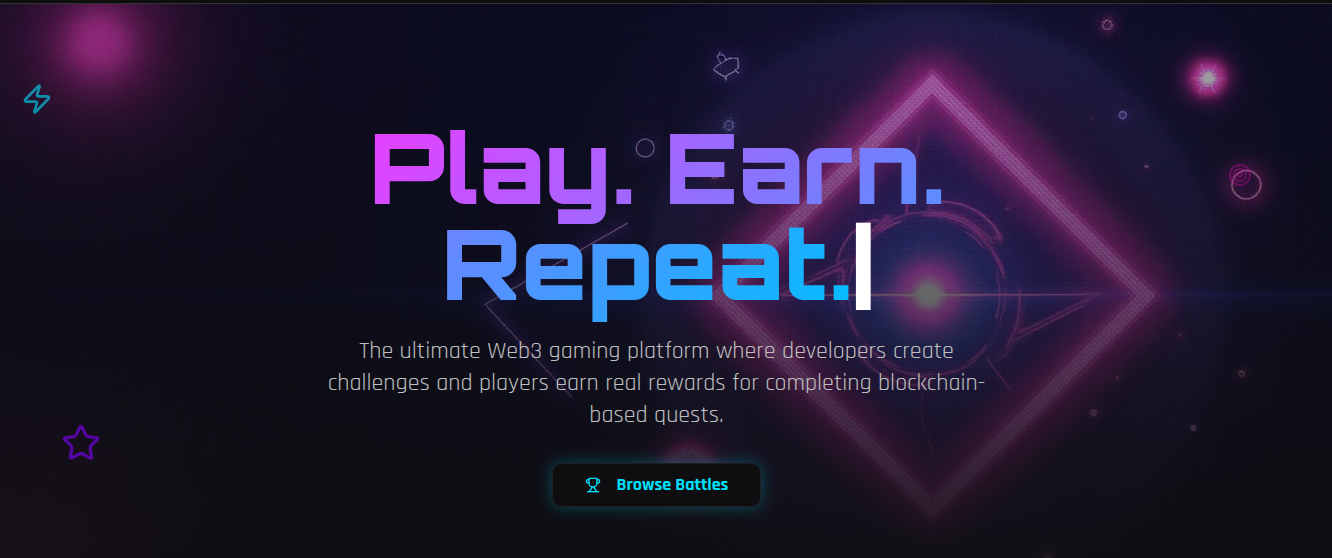 Play. Earn.
Repeat.
The ultimate Web3 gaming platform where developers create
challenges and players earn real rewards for completing blockchain-
based quests.
Browse Battles